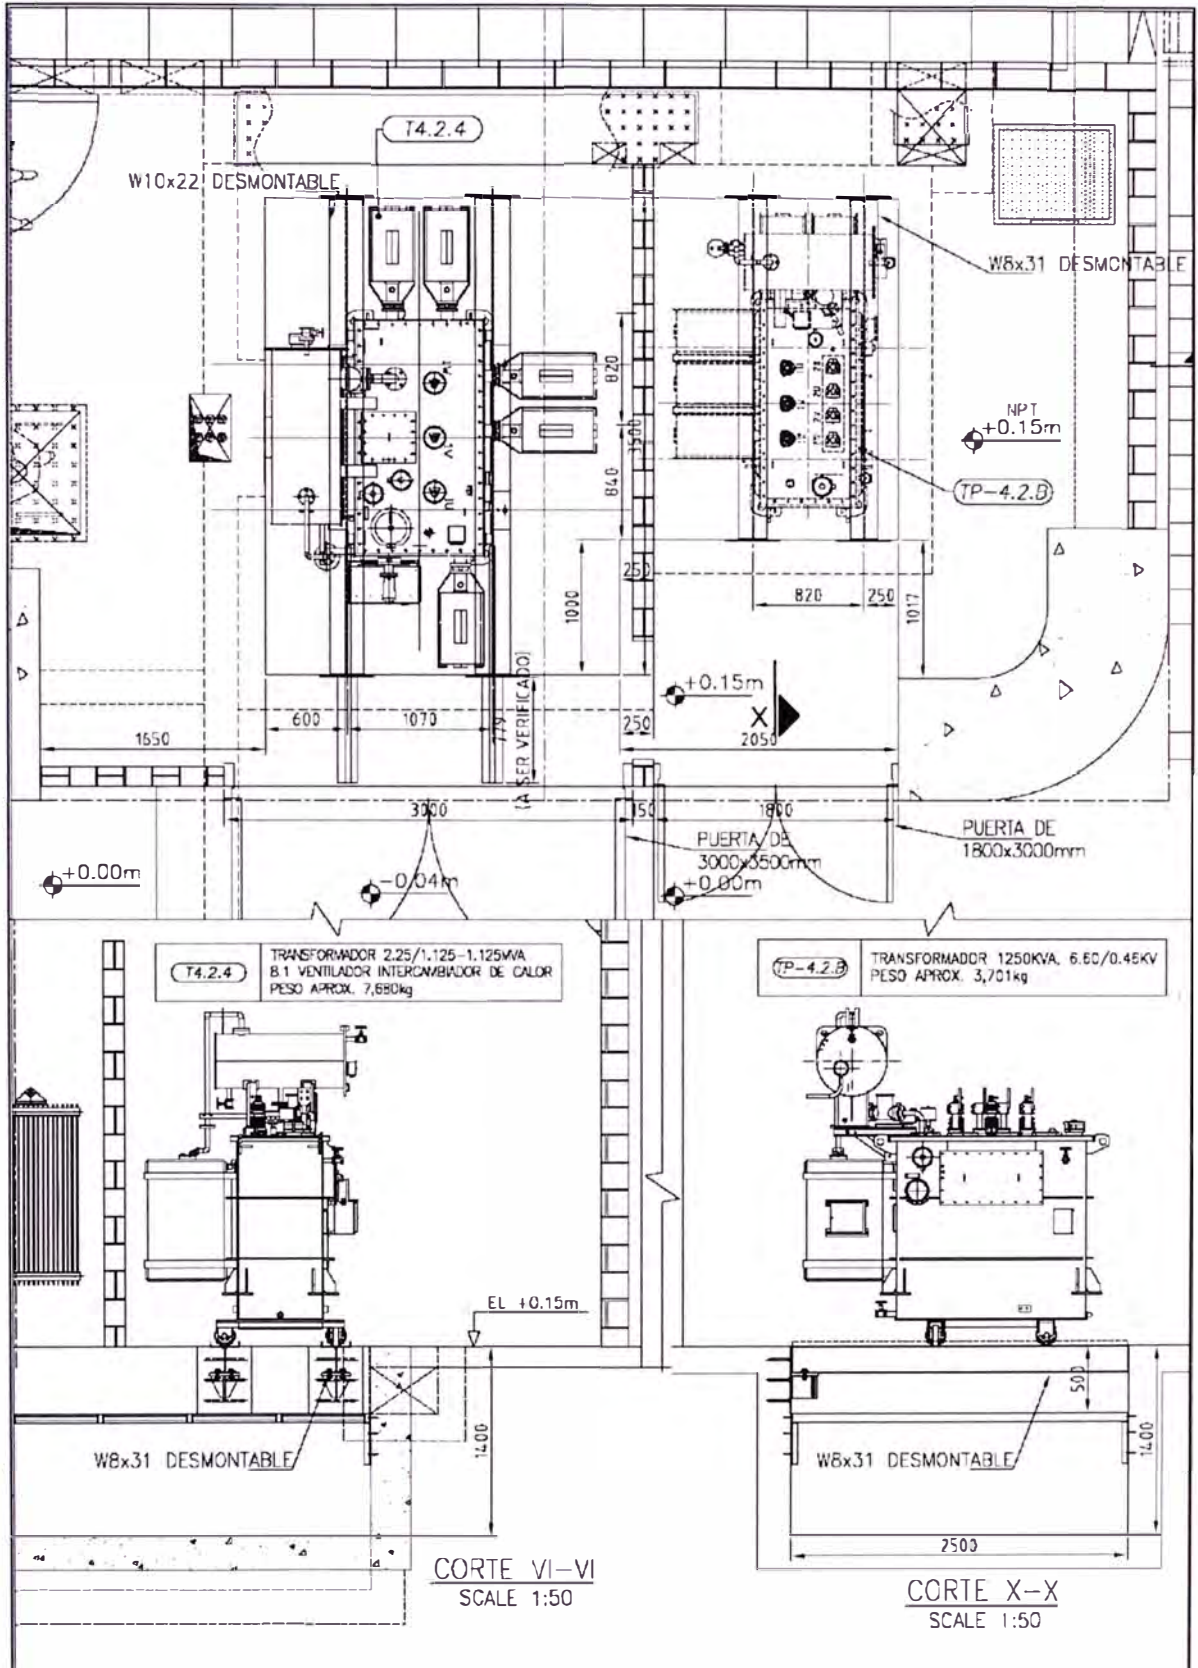 T4.2.4
W10x22 DESMONTABLE
W8x31 DESMONTABLE
820
3500
840
NPT
+0.15m
TP-4.2.B
250
1000
820
250
1017
+0.15m
X
600
1070
779
(A SER VERIFICADO)
250
1650
2050
3000
150
1800
PUERTA DE
3000x3500mm
PUERTA DE
1800x3000mm
+0.00m
-0.04m
+0.00m
T4.2.4
TRANSFORMADOR 2.25/1.125-1.125MVA
8.1 VENTILADOR INTERCAMBIADOR DE CALOR
PESO APROX. 7,680kg
TP-4.2.B
TRANSFORMADOR 1250KVA, 6.60/0.46KV
PESO APROX. 3,701kg
EL +0.15m
1400
W8x31 DESMONTABLE
500
1400
W8x31 DESMONTABLE
2500
CORTE VI-VI
SCALE 1:50
CORTE X-X
SCALE 1:50